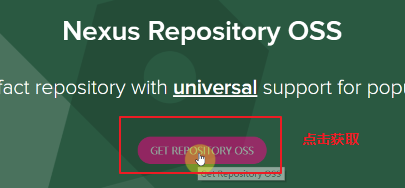 Nexus Repository OSS
fact repository with universal support for popu
GET REPOSITORY OSS
点击获取
Get Repository OSS